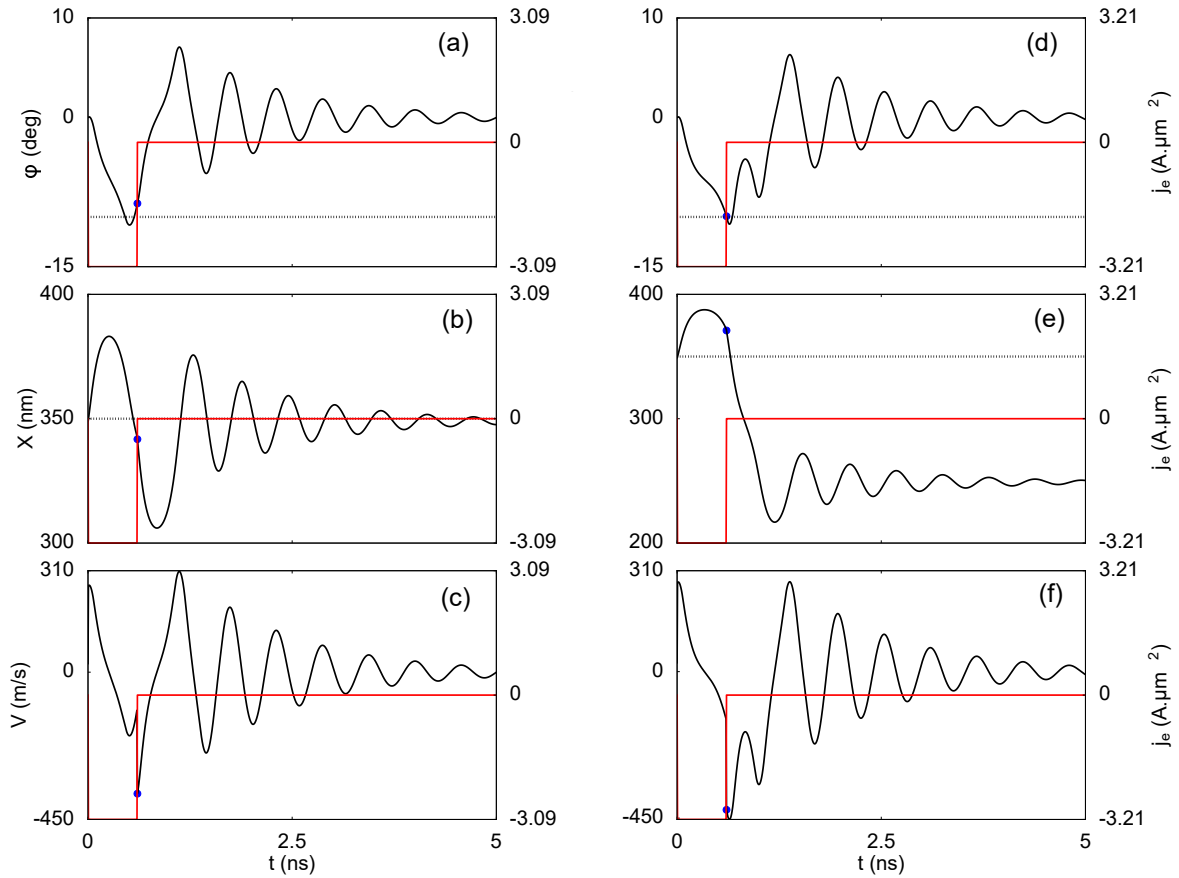 10 3.09 10 3.21
(a) (d)
0 0 0 0
φ (deg) j_e (A.μm ²)
-15 -3.09 -15 -3.21
400 3.09 400 3.21
(b) (e)
X (nm) 350 0 300 0 j_e (A.μm ²)
300 -3.09 200 -3.21
310 3.09 310 3.21
(c) (f)
0 0 0 0
V (m/s) j_e (A.μm ²)
-450 -3.09 -450 -3.21
0 2.5 5 0 2.5 5
t (ns) t (ns)